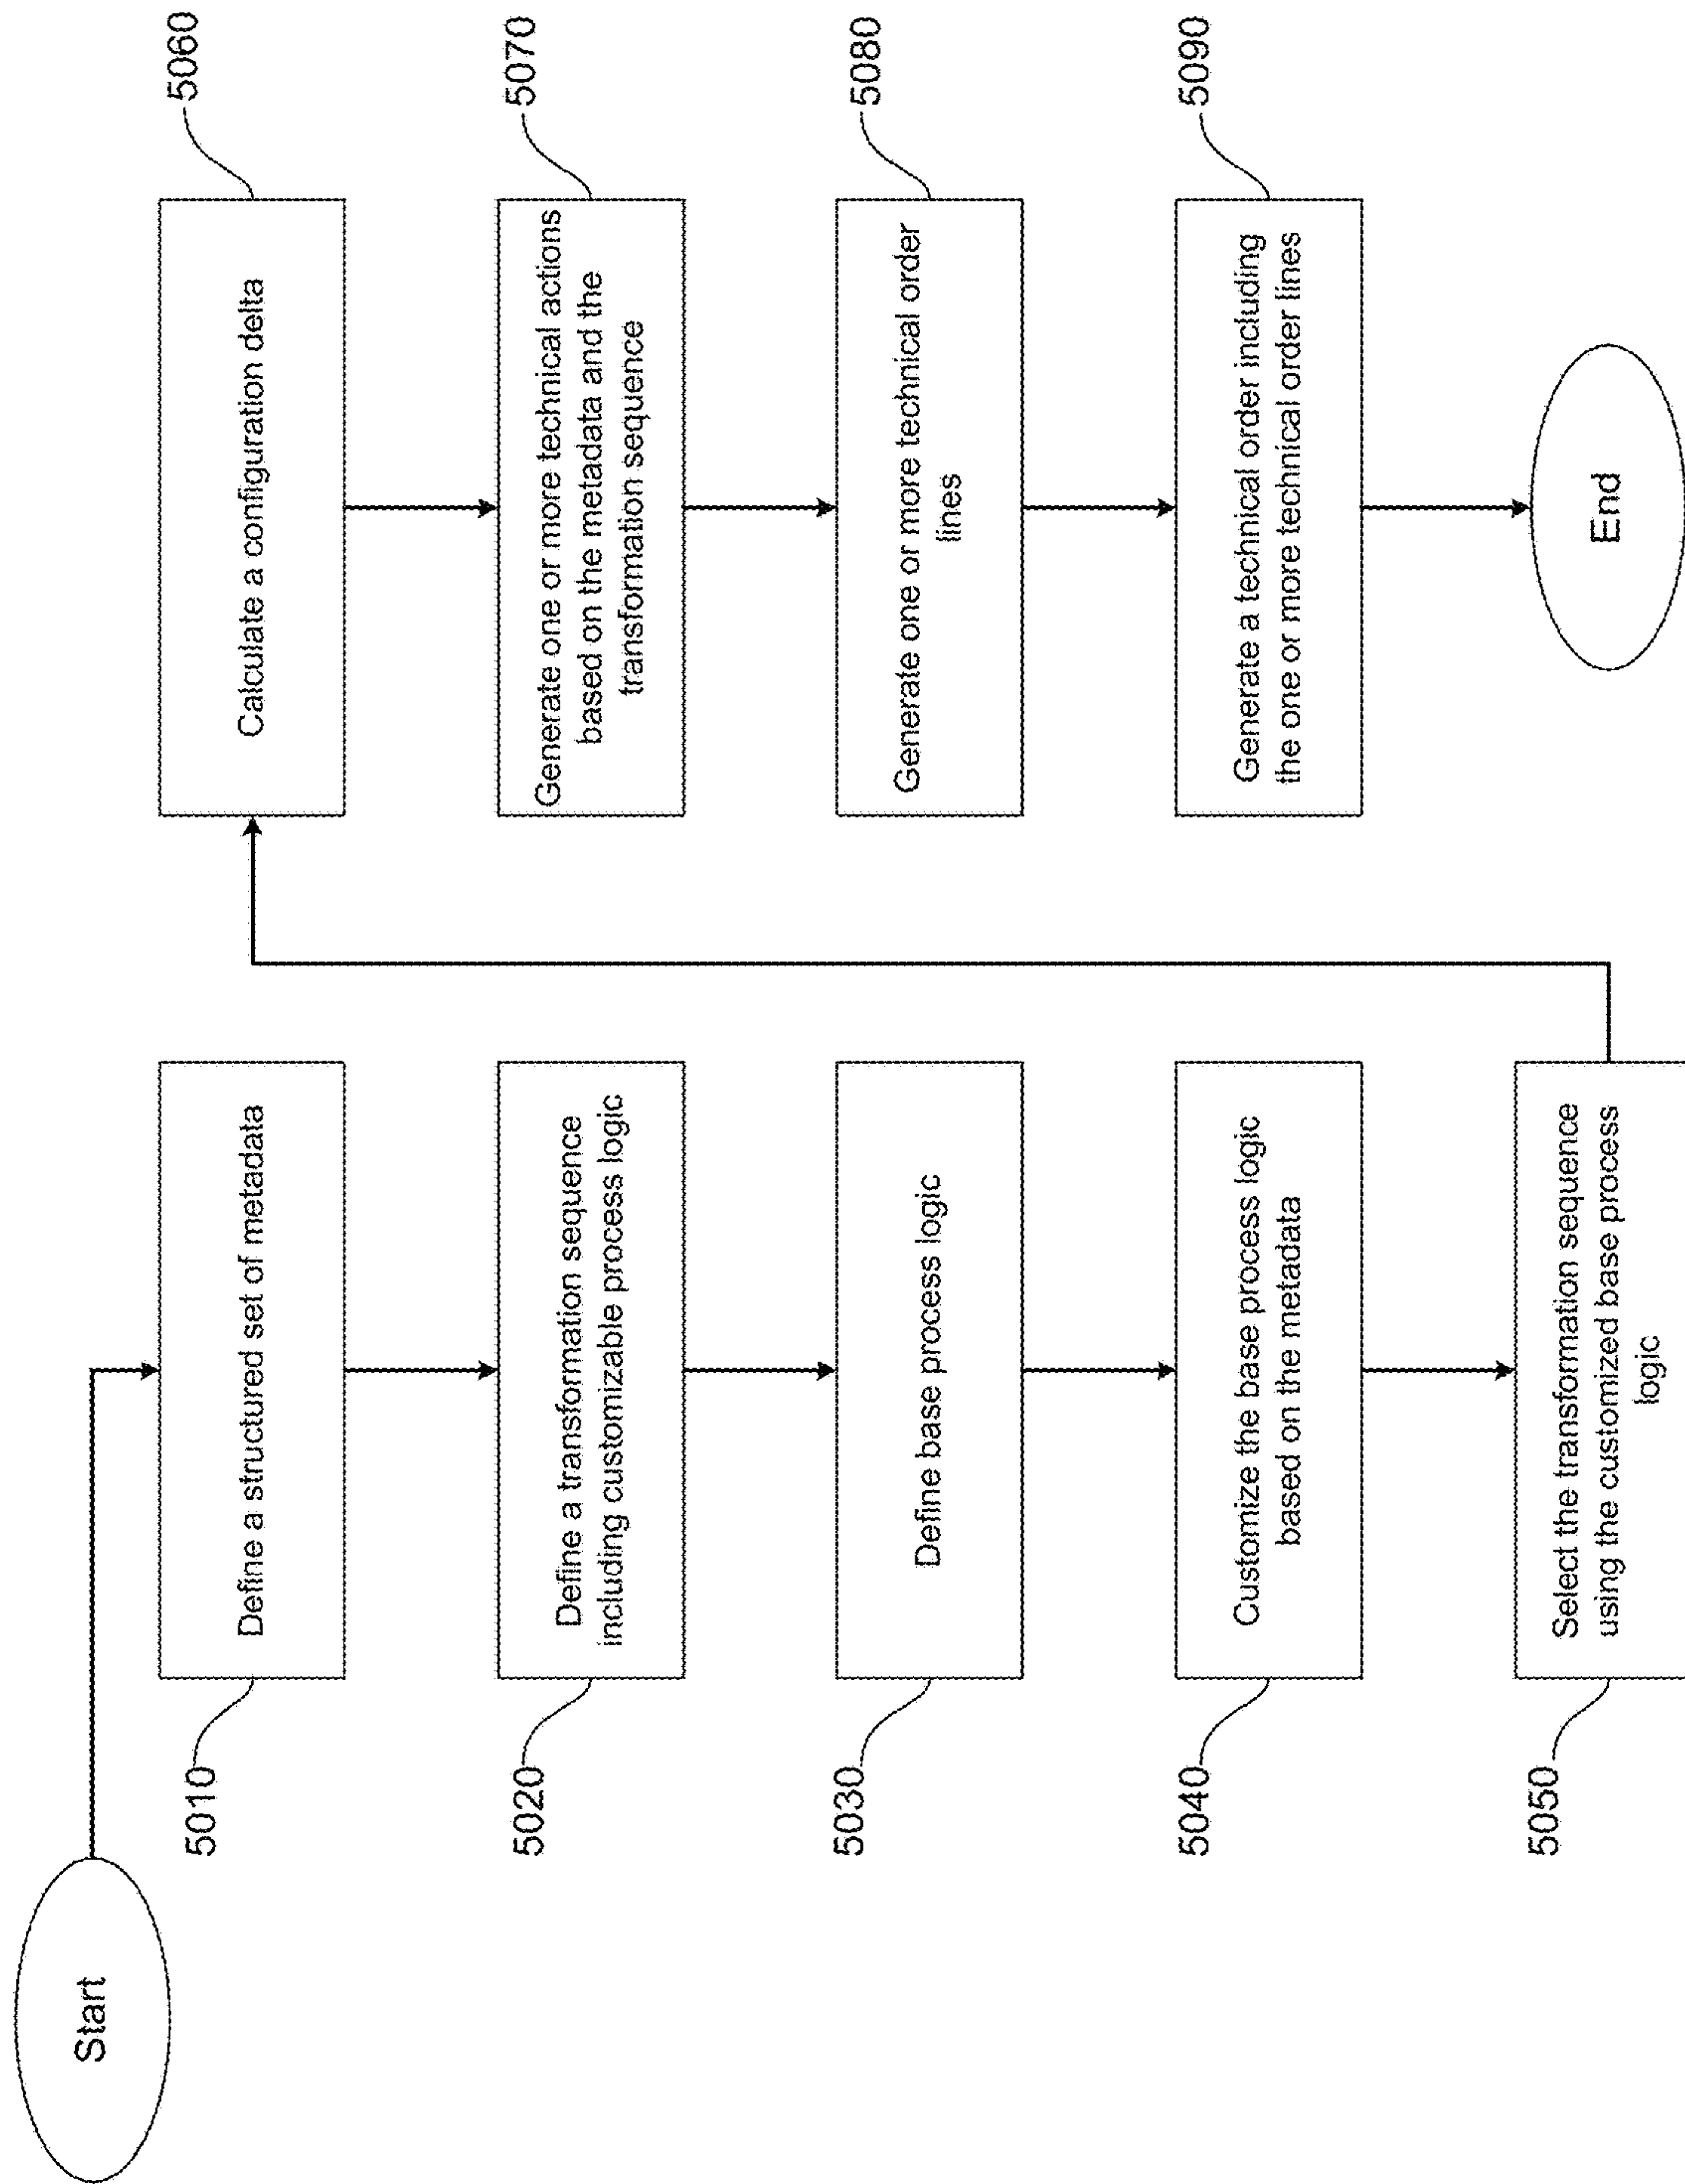 Start
5010
Define a structured set of metadata
5020
Define a transformation sequence
including customizable process logic
5030
Define base process logic
5040
Customize the base process logic
based on the metadata
5050
Select the transformation sequence
using the customized base process
logic
5060
Calculate a configuration delta
5070
Generate one or more technical actions
based on the metadata and the
transformation sequence
5080
Generate one or more technical order
lines
5090
Generate a technical order including
the one or more technical order lines
End